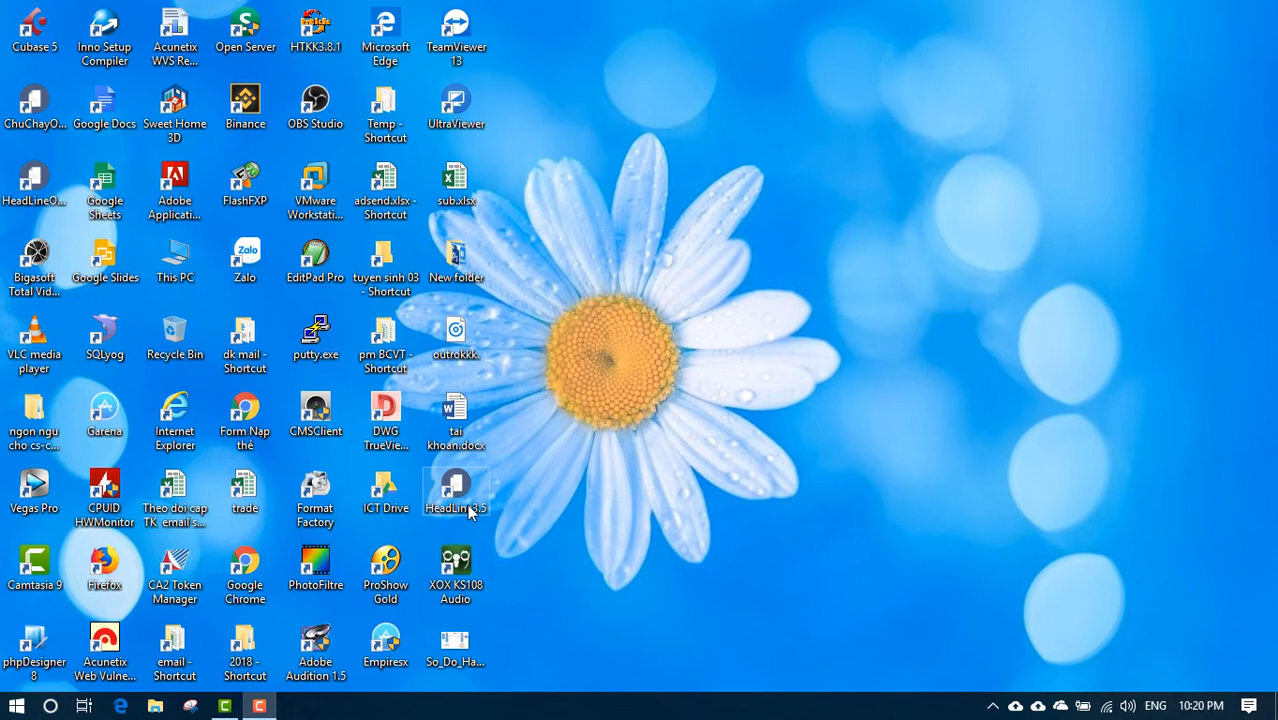 Cubase 5
Inno Setup
Compiler
Acunetix
WVS Re...
Open Server
HTKK3.8.1
Microsoft
Edge
TeamViewer
13
ChuChayO...
Google Docs
Sweet Home
3D
Binance
OBS Studio
Temp -
Shortcut
UltraViewer
HeadLineO...
Google
Sheets
Adobe
Applicati...
FlashFXP
VMware
Workstati...
adsend.xlsx -
Shortcut
sub.xlsx
Bigasoft
Total Vid...
Google Slides
This PC
Zalo
Zalo
EditPad Pro
tuyen sinh 03
- Shortcut
New folder
VLC media
player
SQLyog
Recycle Bin
dk mail -
Shortcut
putty.exe
pm BCVT -
Shortcut
outrokkk.
ngon ngu
cho cs-c...
Garena
Internet
Explorer
Form Nap
thẻ
CMSClient
DWG
TrueVie...
tai
khoan.docx
Vegas Pro
CPUID
HWMonitor
Theo doi cap
TK email s...
trade
Format
Factory
ICT Drive
Camtasia 9
Firefox
CA2 Token
Manager
Google
Chrome
PhotoFiltre
ProShow
Gold
XOX KS108
Audio
phpDesigner
8
Acunetix
Web Vulne...
email -
Shortcut
2018 -
Shortcut
Adobe
Audition 1.5
Empiresx
So_Do_Ha...
ENG
10:20 PM